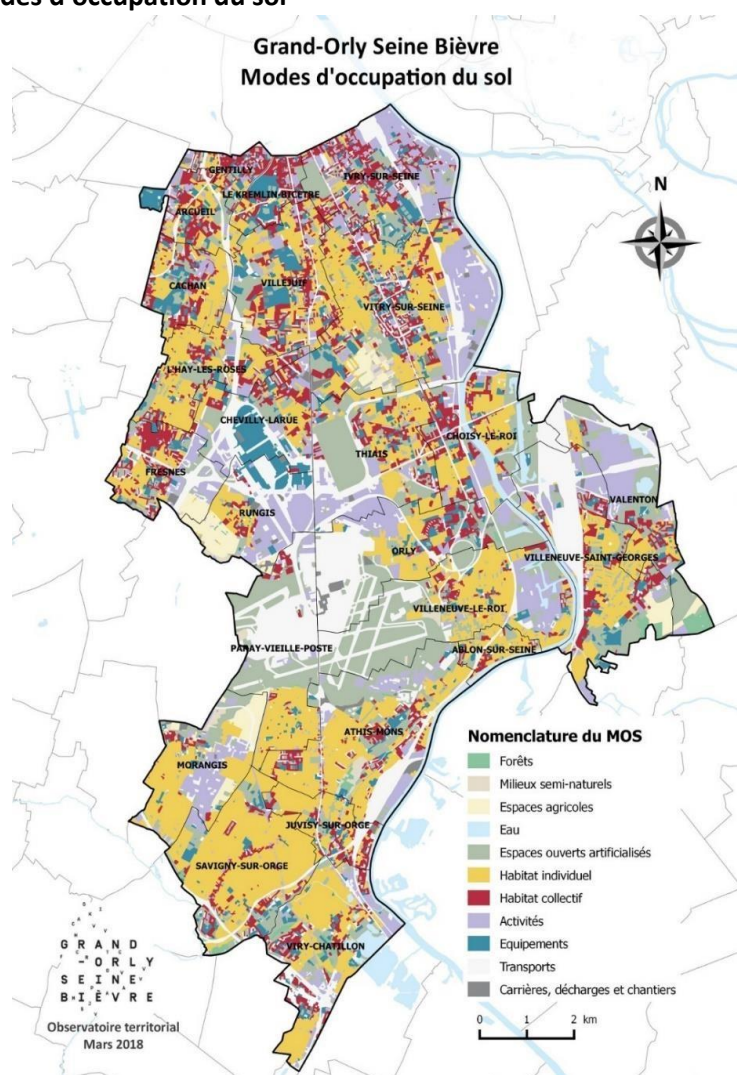 des d'occupation du sol
Grand-Orly Seine Bièvre
Modes d'occupation du sol
N
GENTILLY
LE KREMLIN-BICETRE
IVRY-SUR-SEINE
ARCUEIL
CACHAN
VILLEJUIF
VITRY-SUR-SEINE
L'HAY-LES-ROSES
CHEVILLY-LARUE
THIAIS
CHOISY-LE-ROI
FRESNES
RUNGIS
VALENTON
ORLY
VILLENEUVE-SAINT-GEORGES
VILLENEUVE-LE-ROI
PARAY-VIEILLE-POSTE
ABLON-SUR-SEINE
ATHIS-MONS
MORANGIS
JUVISY-SUR-ORGE
SAVIGNY-SUR-ORGE
VIRY-CHATILLON
Nomenclature du MOS
Forêts
Milieux semi-naturels
Espaces agricoles
Eau
Espaces ouverts artificialisés
Habitat individuel
Habitat collectif
Activités
Equipements
Transports
Carrières, décharges et chantiers
0 1 2 km
GRAND
-ORLY
SEINE
BIÈVRE
Observatoire territorial
Mars 2018